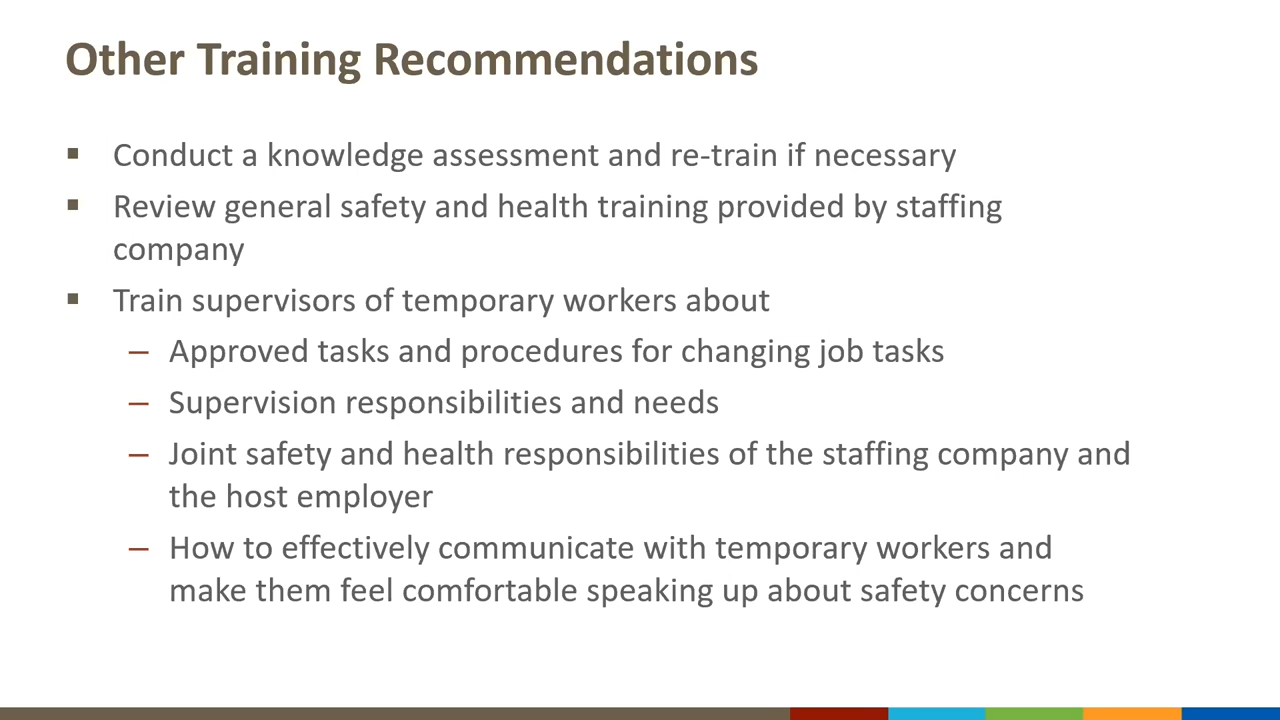 Other Training Recommendations
▪ Conduct a knowledge assessment and re-train if necessary
▪ Review general safety and health training provided by staffing
company
▪ Train supervisors of temporary workers about
– Approved tasks and procedures for changing job tasks
– Supervision responsibilities and needs
– Joint safety and health responsibilities of the staffing company and
the host employer
– How to effectively communicate with temporary workers and
make them feel comfortable speaking up about safety concerns